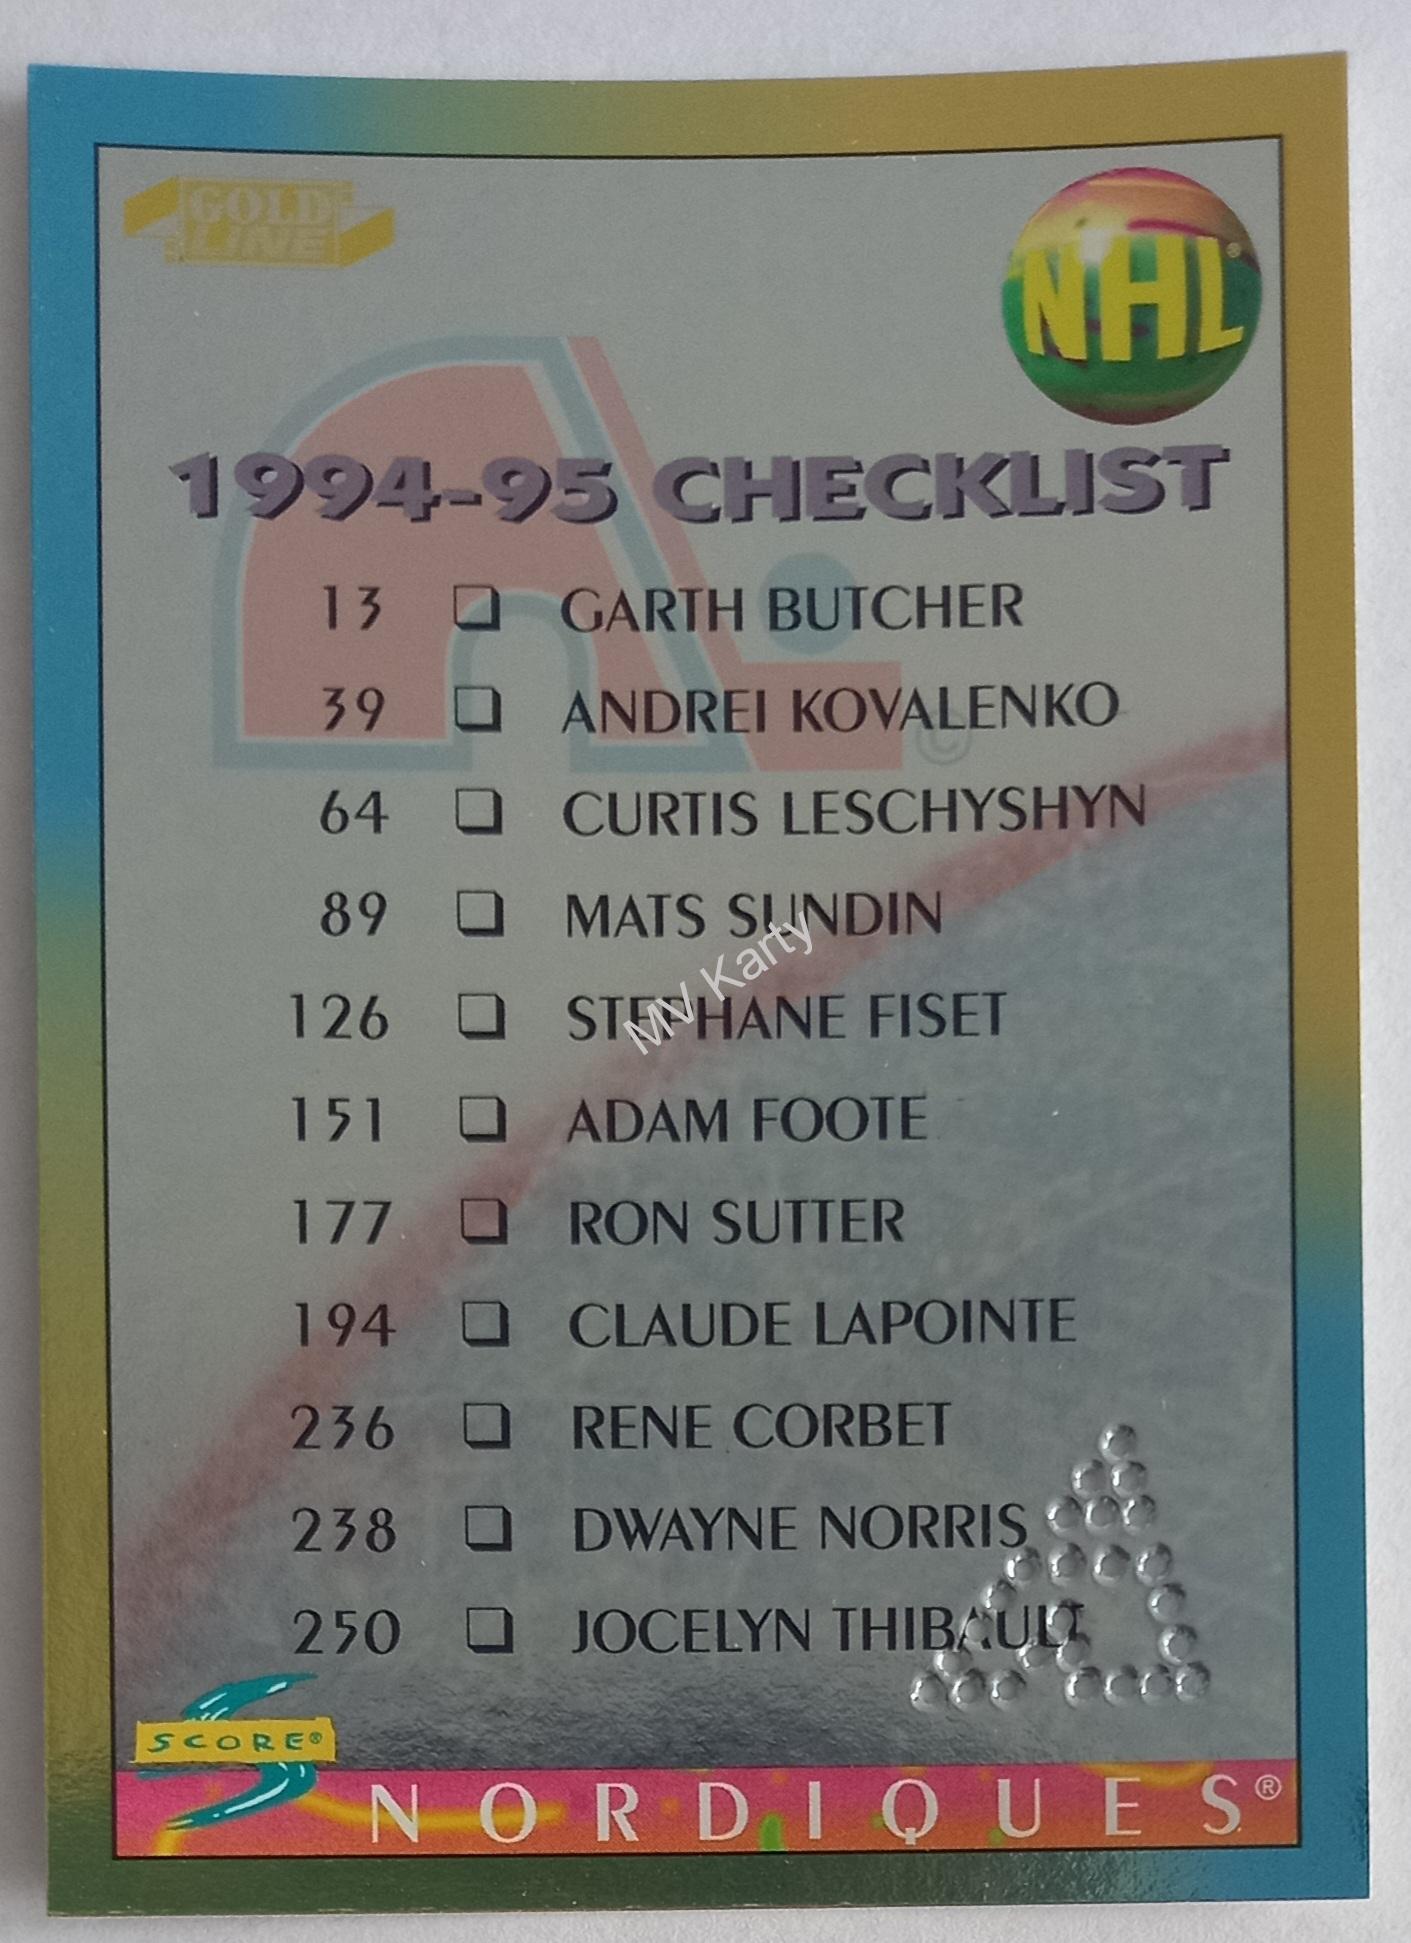 GOLD
LINE
NHL®
1994-95 CHECKLIST
13 ❏ GARTH BUTCHER
39 ❏ ANDREI KOVALENKO
©
64 ❏ CURTIS LESCHYSHYN
89 ❏ MATS SUNDIN
MV Karty
126 ❏ STEPHANE FISET
151 ❏ ADAM FOOTE
177 ❏ RON SUTTER
194 ❏ CLAUDE LAPOINTE
236 ❏ RENE CORBET
238 ❏ DWAYNE NORRIS
250 ❏ JOCELYN THIBAULT
SCORE®
NORDIQUES®